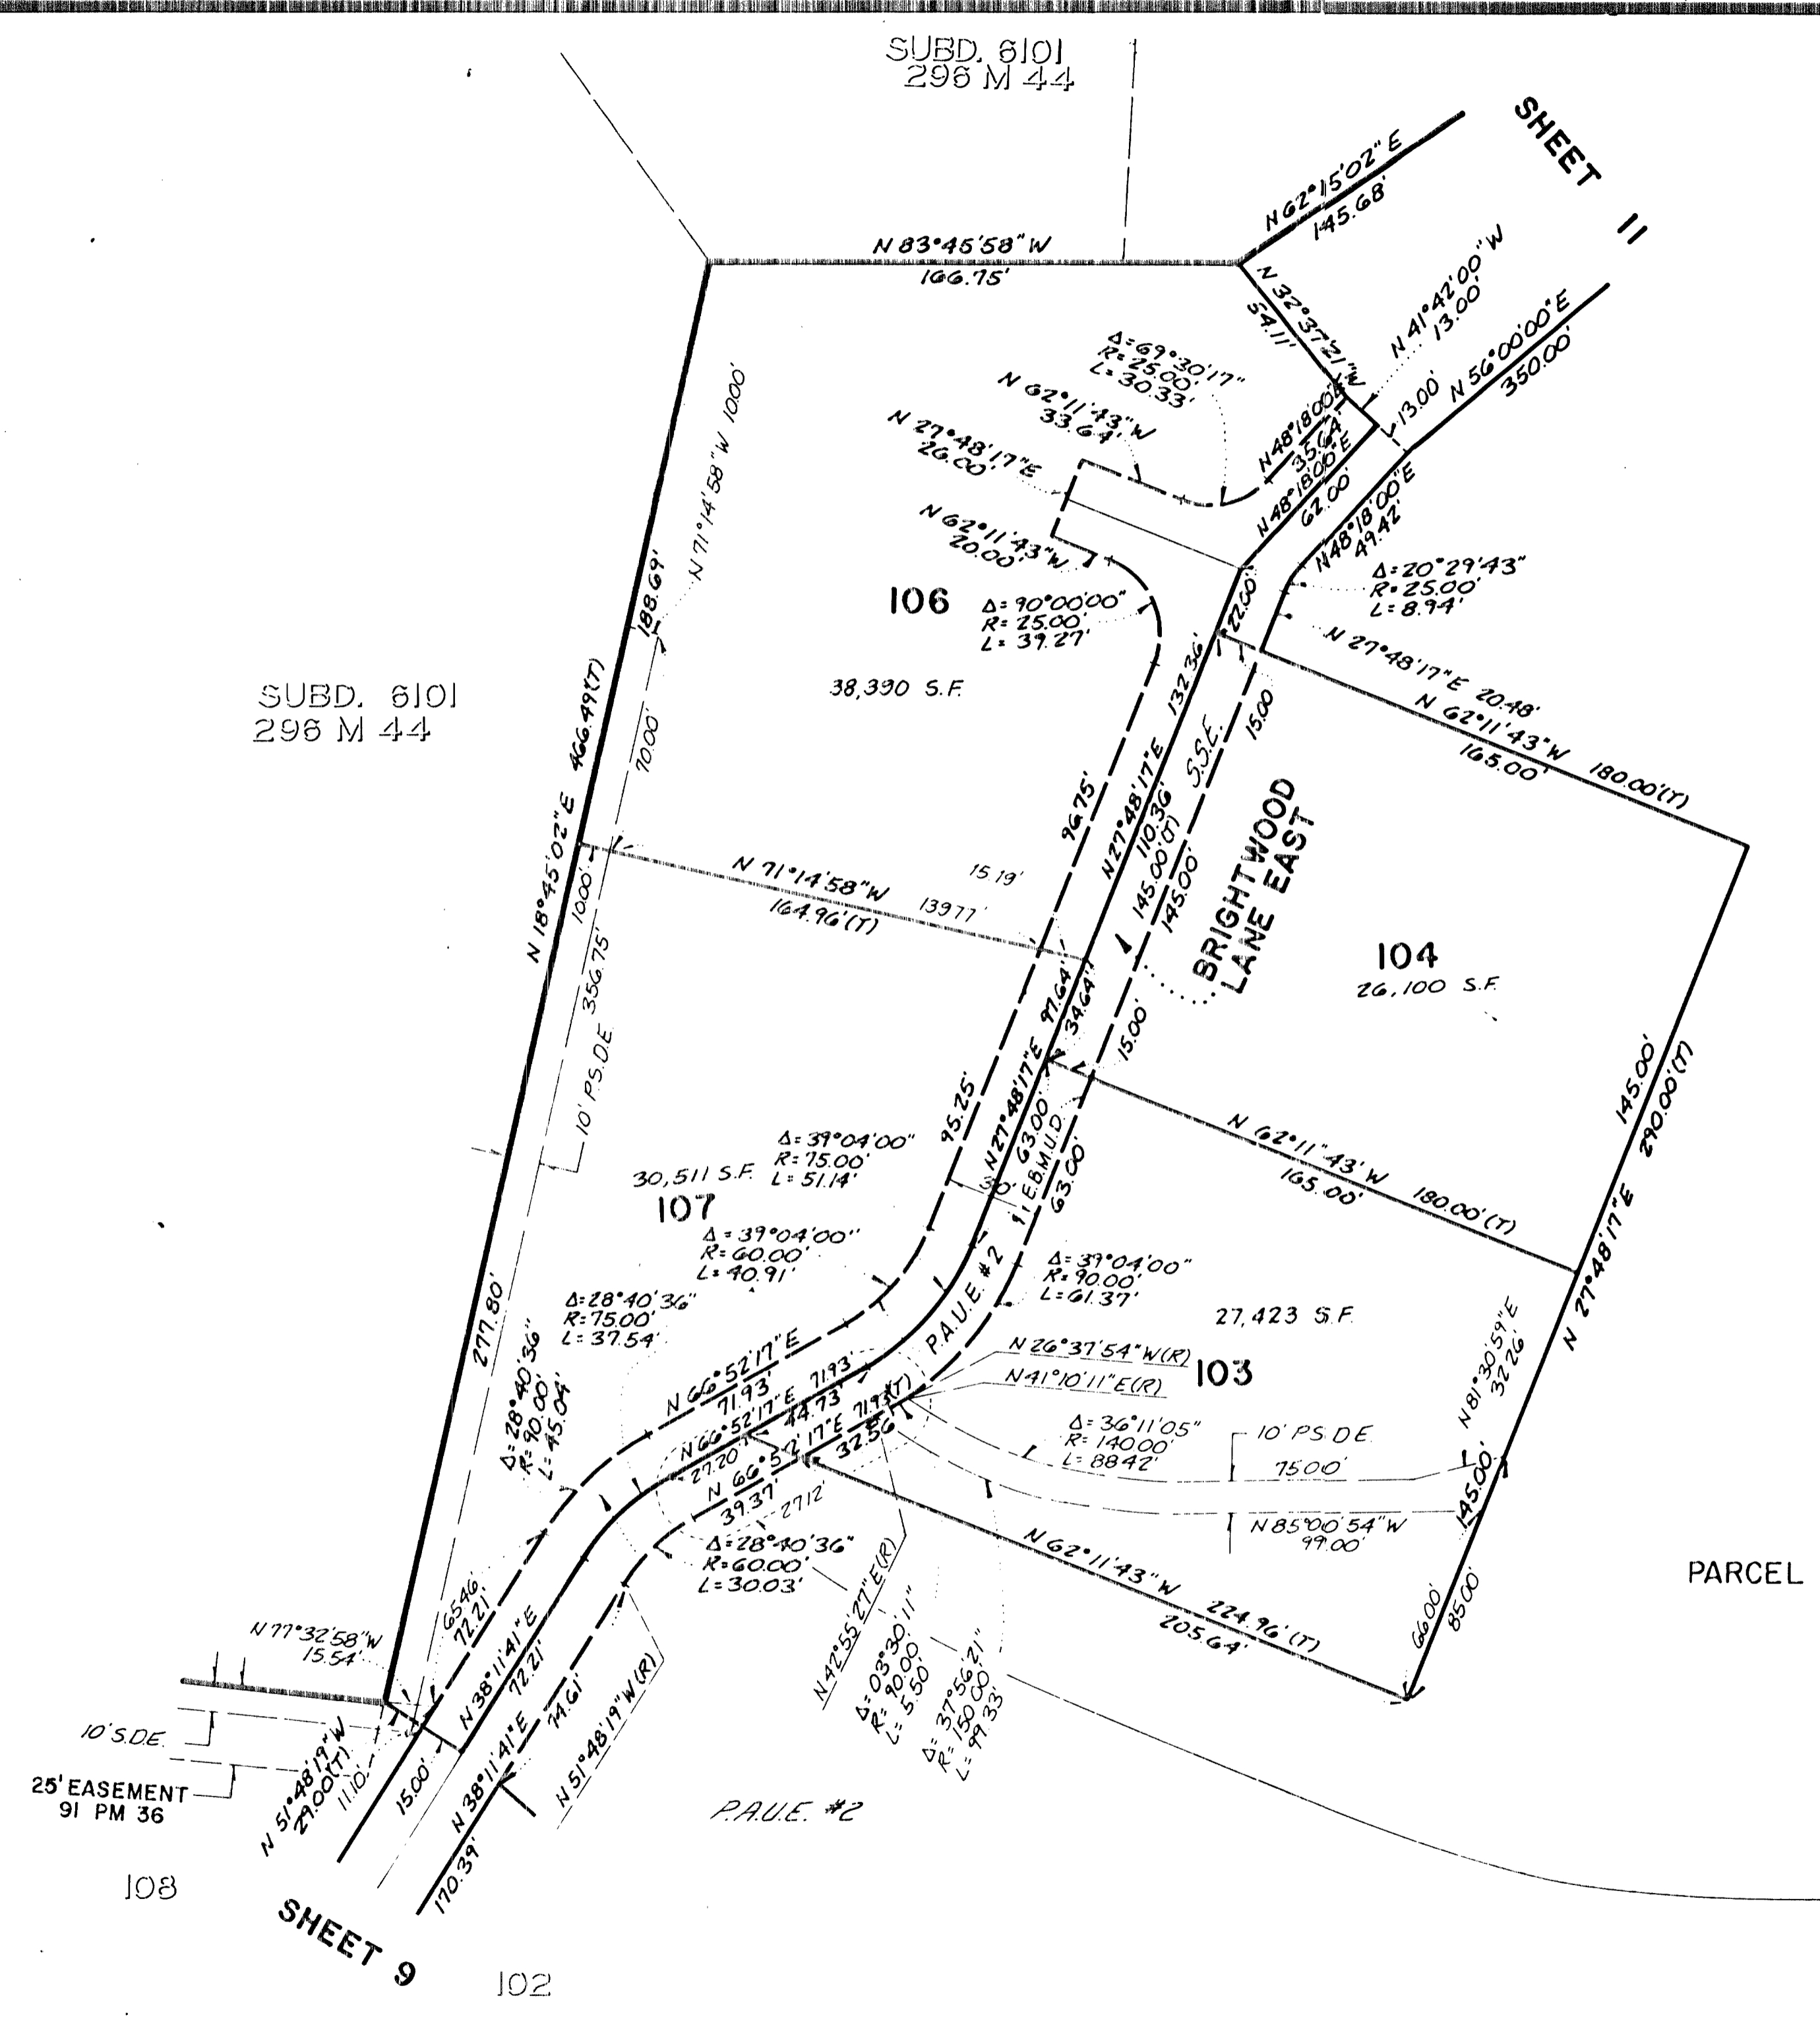 SUBD. 6101
296 M 44
SHEET 11
N 62°15'02" E
145.68'
N 83°45'58" W
166.75'
N 32°37'21" W
54.11'
N 41°42'00" W
13.00'
13.00'
N 56°00'00" E
350.00'
Δ=69°30'17"
R=25.00'
L=30.33'
N 62°11'43" W
33.64'
N 27°48'17" E
26.00'
N 48°18'00" E
35.64'
N 48°18'00" E
62.00'
N 48°18'00" E
49.42'
N 62°11'43" W
20.00'
Δ=20°29'43"
R=25.00'
L=8.94'
N 71°14'58" W 10.00'
188.69'
106
Δ=90°00'00"
R=25.00'
L=39.27'
22.00'
N 27°48'17" E 20.48'
38,390 S.F.
132.36'
SUBD. 6101
296 M 44
466.49'(T)
N 18°45'02" E
70.00'
S.S.E.
15.00
N 62°11'43" W
165.00'
180.00'(T)
96.75'
N 27°48'17" E
110.36'
145.00'(T)
145.00'
BRIGHTWOOD
LANE EAST
N 71°14'58" W
164.96'(T)
139.77'
15.19'
10.00'
356.75'
10' P.S.D.E.
104
26,100 S.F.
97.64'
34.64'
15.00'
N 27°48'17" E
95.25'
63.00'
E.B.M.U.D.
63.00'
30'
145.00'
290.00'(T)
N 27°48'17" E
N 62°11'43" W
165.00'
180.00'(T)
Δ=39°04'00"
R=75.00'
L=51.14'
30,511 S.F.
107
Δ=39°04'00"
R=60.00'
L=40.91'
P.A.U.E. #2
Δ=39°04'00"
R=90.00'
L=61.37'
27,423 S.F.
103
277.80'
Δ=28°40'36"
R=75.00'
L=37.54'
Δ=28°40'36"
R=90.00'
L=45.04'
N 66°52'17" E
71.93'
N 66°52'17" E 71.93'
44.73'
27.20'
N 66°52'17" E 71.93'(T)
32.56
39.37'
27.12'
N 26°37'54" W(R)
N 41°10'11" E(R)
Δ=36°11'05"
R=140.00'
L=88.42'
10' P.S.D.E.
75.00'
N 81°30'59" E
32.26'
145.00'
N 85°00'54" W
99.00'
Δ=28°40'36"
R=60.00'
L=30.03'
N 62°11'43" W
224.96'(T)
205.64'
66.00'
85.00'
PARCEL
N 42°55'27" E(R)
Δ=03°30'11"
R=90.00'
L=5.50'
Δ=37°56'21"
R=150.00'
L=99.33'
65.46'
72.21'
N 38°11'41" E
72.21'
N 77°32'58" W
15.54'
74.61'
N 51°48'19" W(R)
10' S.D.E.
25' EASEMENT
91 PM 36
N 51°48'19" W
29.00'(T)
11.10'
15.00'
N 38°11'41" E
170.39'
P.A.U.E. #2
108
SHEET 9
102